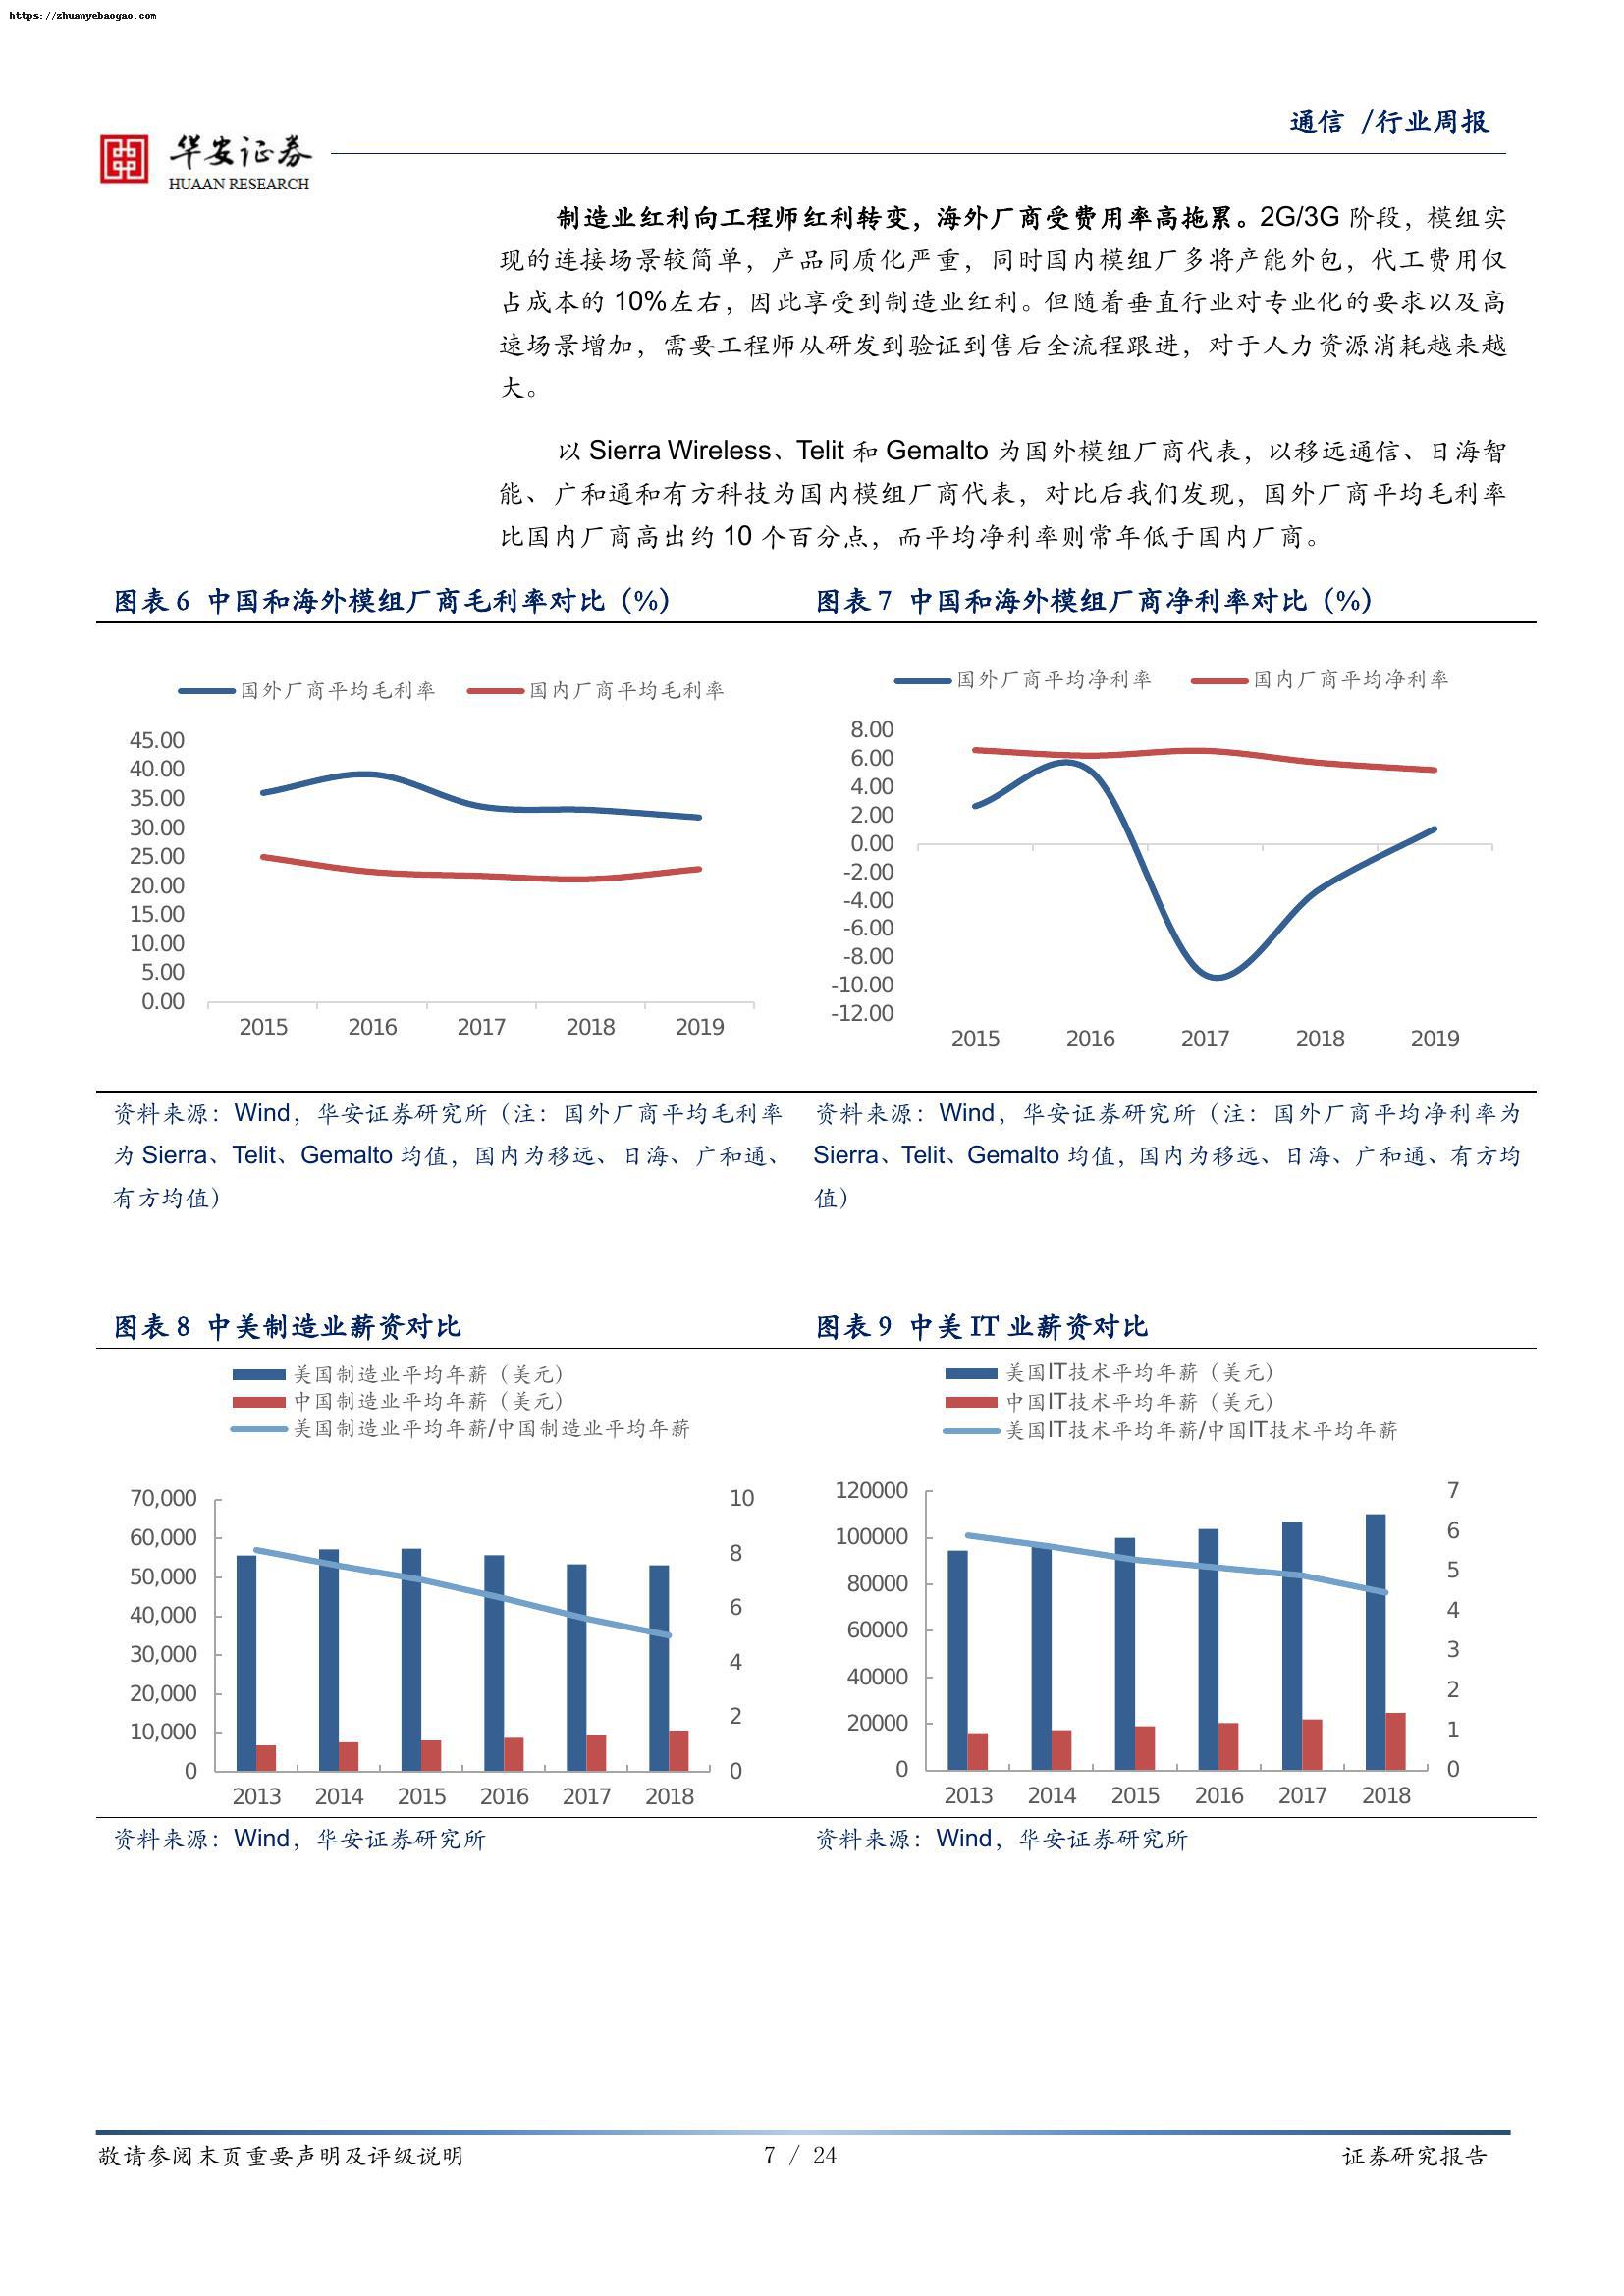 https://zhuanyebaogao.com
通信 /行业周报
华安证券
HUAAN RESEARCH
制造业红利向工程师红利转变，海外厂商受费用率高拖累。2G/3G 阶段，模组实
现的连接场景较简单，产品同质化严重，同时国内模组厂多将产能外包，代工费用仅
占成本的 10%左右，因此享受到制造业红利。但随着垂直行业对专业化的要求以及高
速场景增加，需要工程师从研发到验证到售后全流程跟进，对于人力资源消耗越来越
大。
以 Sierra Wireless、Telit 和 Gemalto 为国外模组厂商代表，以移远通信、日海智
能、广和通和有方科技为国内模组厂商代表，对比后我们发现，国外厂商平均毛利率
比国内厂商高出约 10 个百分点，而平均净利率则常年低于国内厂商。
图表 6 中国和海外模组厂商毛利率对比（%）
国外厂商平均毛利率 国内厂商平均毛利率
45.00
40.00
35.00
30.00
25.00
20.00
15.00
10.00
5.00
0.00
2015 2016 2017 2018 2019
资料来源：Wind，华安证券研究所（注：国外厂商平均毛利率
为 Sierra、Telit、Gemalto 均值，国内为移远、日海、广和通、
有方均值）
图表 7 中国和海外模组厂商净利率对比（%）
国外厂商平均净利率 国内厂商平均净利率
8.00
6.00
4.00
2.00
0.00
-2.00
-4.00
-6.00
-8.00
-10.00
-12.00
2015 2016 2017 2018 2019
资料来源：Wind，华安证券研究所（注：国外厂商平均净利率为
Sierra、Telit、Gemalto 均值，国内为移远、日海、广和通、有方均
值）
图表 8 中美制造业薪资对比
美国制造业平均年薪（美元）
中国制造业平均年薪（美元）
美国制造业平均年薪/中国制造业平均年薪
70,000
60,000
50,000
40,000
30,000
20,000
10,000
0
10
8
6
4
2
0
2013 2014 2015 2016 2017 2018
资料来源：Wind，华安证券研究所
图表 9 中美 IT 业薪资对比
美国IT技术平均年薪（美元）
中国IT技术平均年薪（美元）
美国IT技术平均年薪/中国IT技术平均年薪
120000
100000
80000
60000
40000
20000
0
7
6
5
4
3
2
1
0
2013 2014 2015 2016 2017 2018
资料来源：Wind，华安证券研究所
敬请参阅末页重要声明及评级说明 7 / 24 证券研究报告